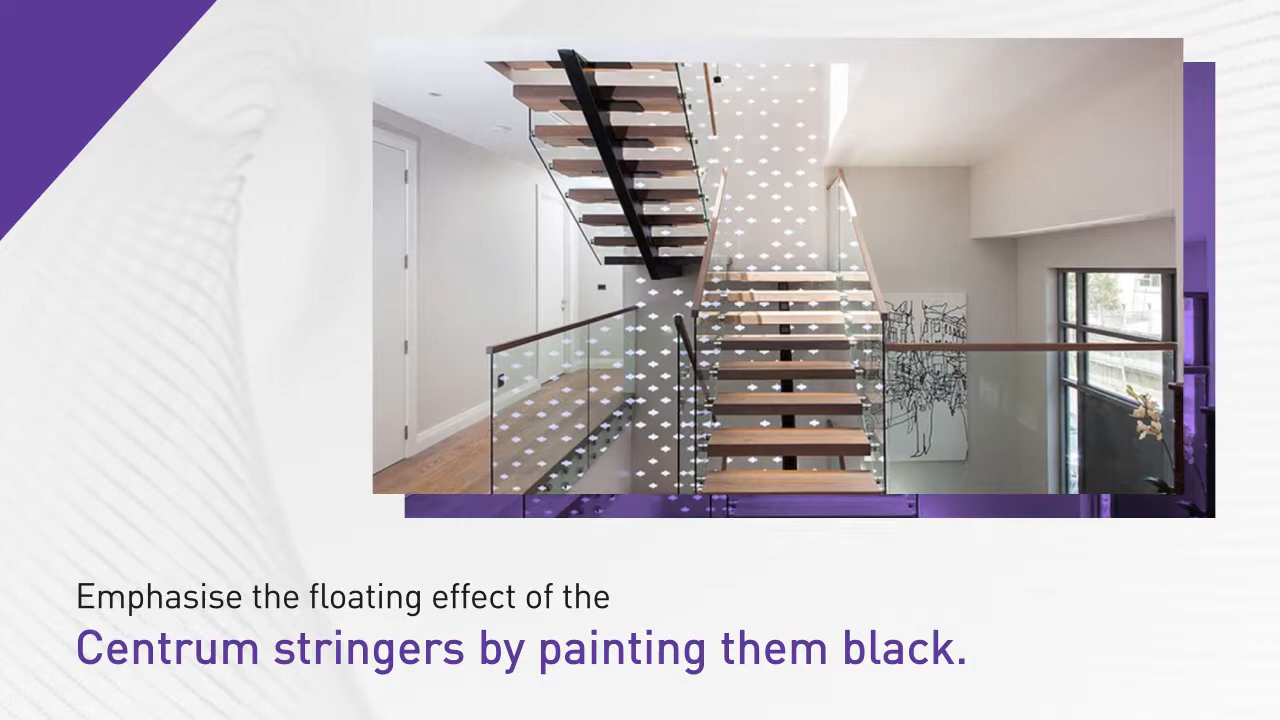 Emphasise the floating effect of the
Centrum stringers by painting them black.